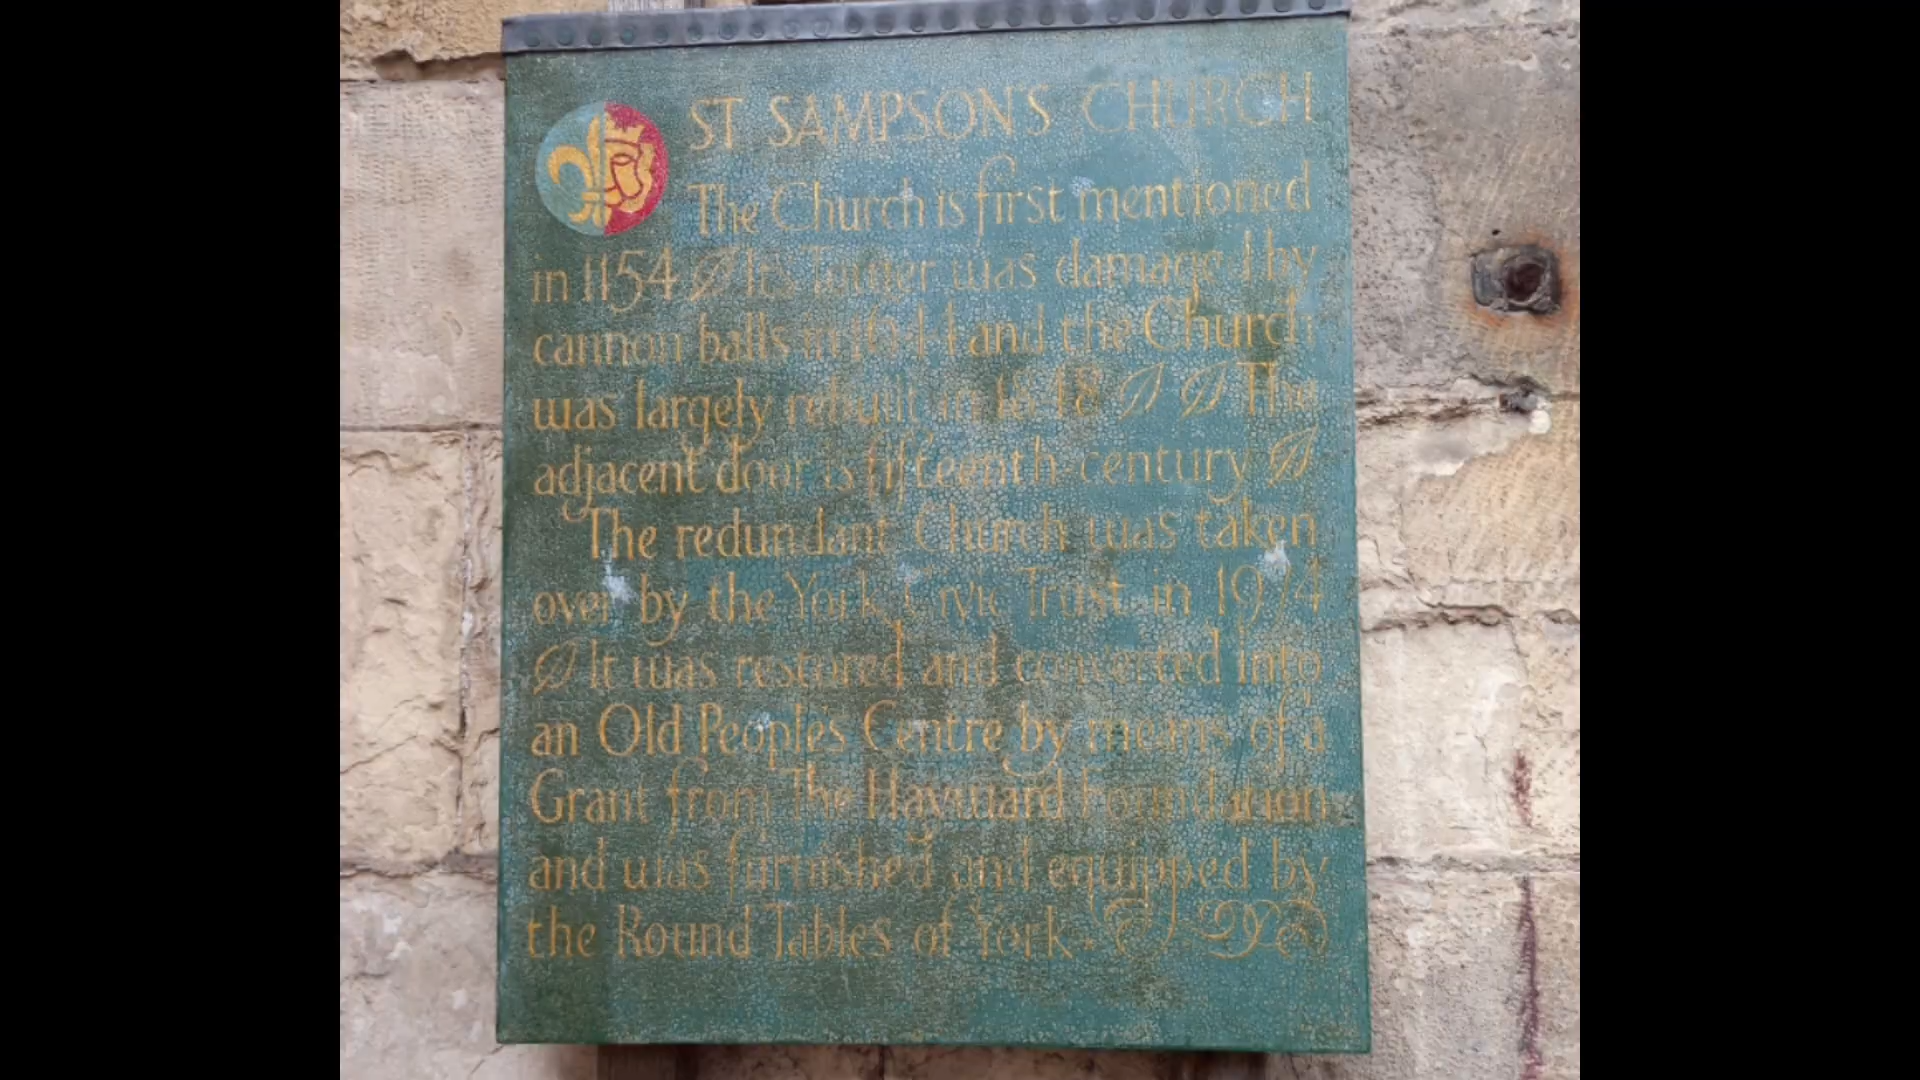 ST SAMPSON'S CHURCH
The Church is first mentioned
in 1154 Its Tower was damaged by
cannon balls in 1644 and the Church
was largely rebuilt in 1848 The
adjacent door is fifteenth-century
The redundant Church was taken
over by the York Civic Trust in 1974
It was restored and converted into
an Old People's Centre by means of a
Grant from The Hayward Foundation
and was furnished and equipped by
the Round Tables of York